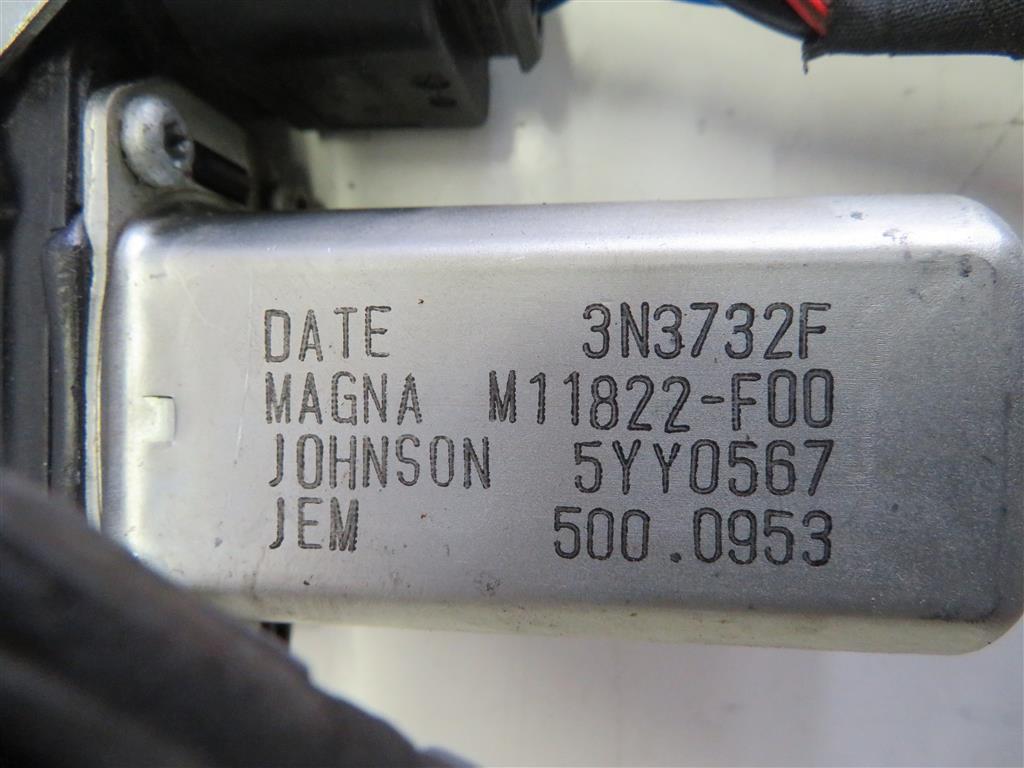 DATE 3N3732F
MAGNA M11822-F00
JOHNSON 5YY0567
JEM 500.0953